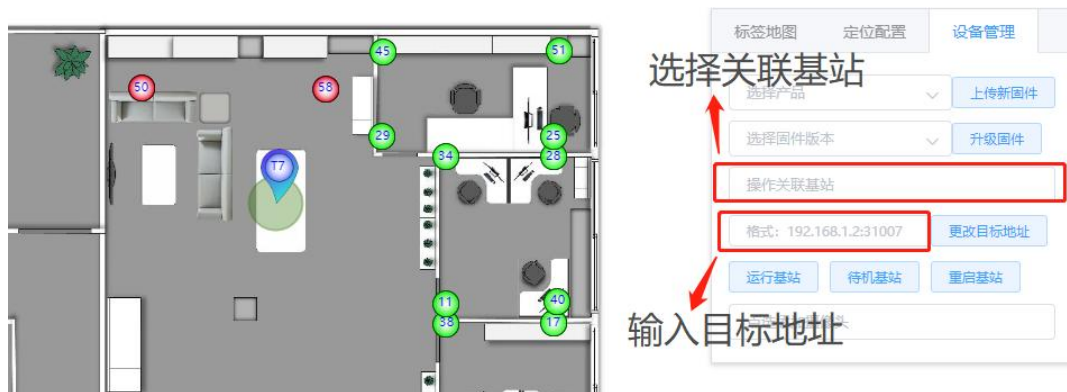 50
58
45
51
29
25
34
28
T7
11
40
38
17
标签地图
定位配置
设备管理
选择关联基站
选择产品
上传新固件
选择固件版本
升级固件
操作关联基站
格式：192.168.1.2:31007
更改目标地址
运行基站
待机基站
重启基站
输入目标地址
头